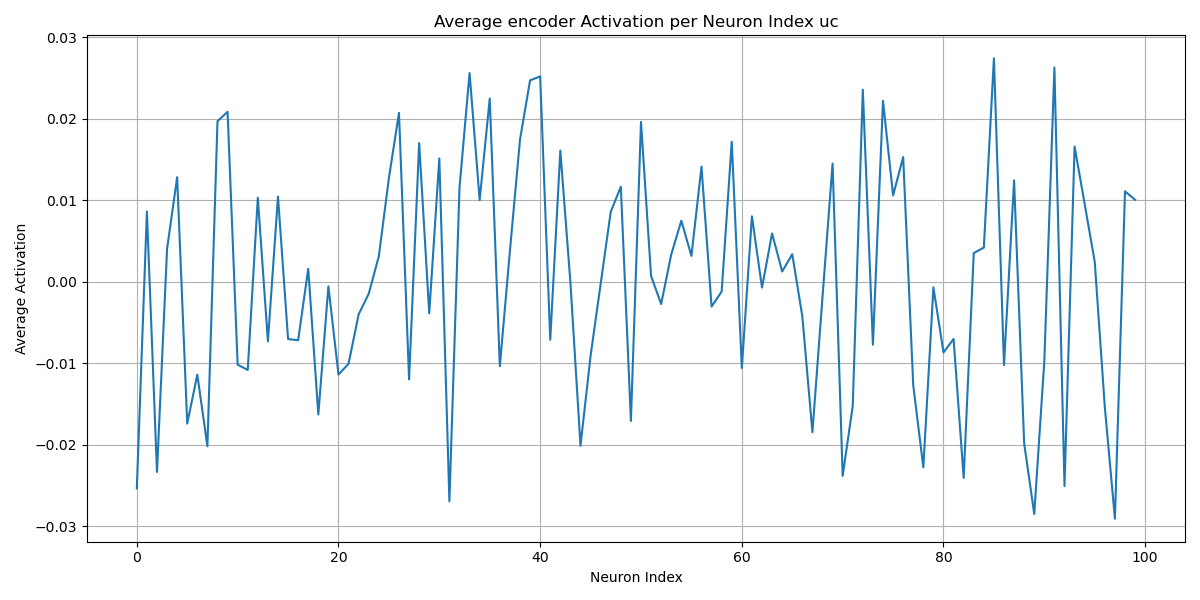 Average encoder Activation per Neuron Index uc
0.03
0.02
0.01
0.00
−0.01
−0.02
−0.03
Average Activation
0 20 40 60 80 100
Neuron Index